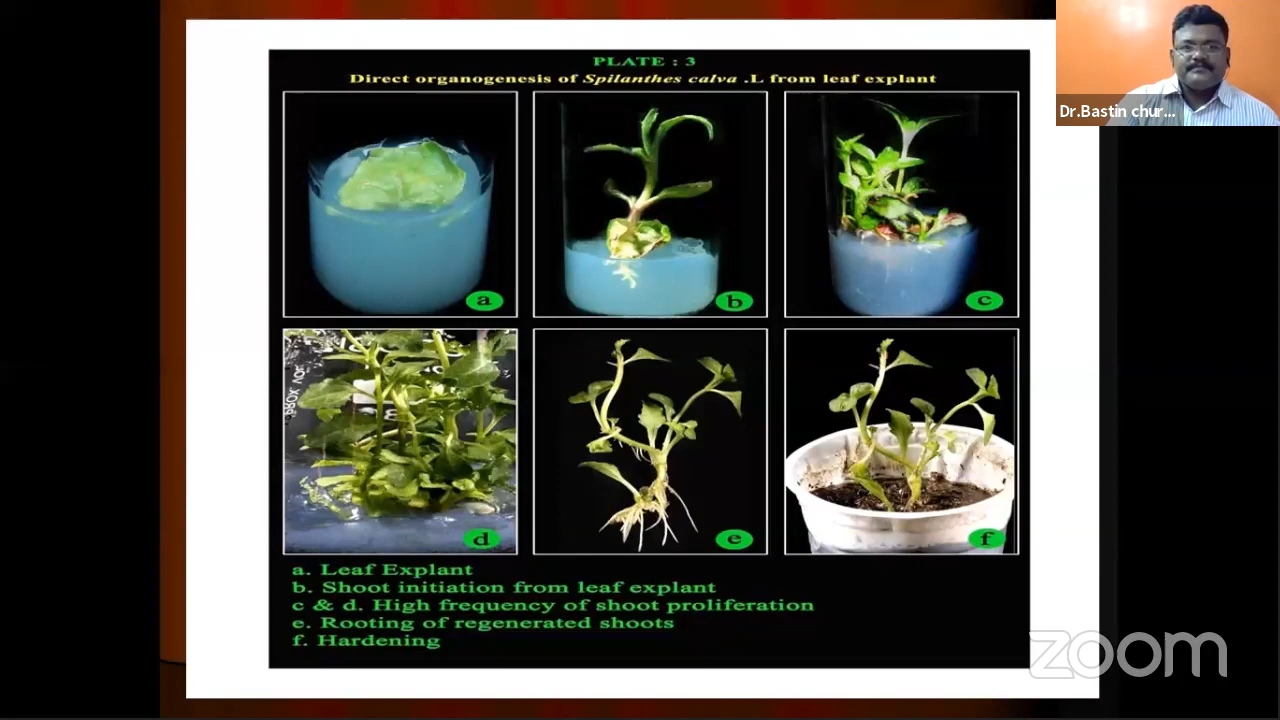 PLATE : 3
Direct organogenesis of Spilanthes calva .L from leaf explant
Dr.Bastin chur...
a
b
c
d
e
f
a. Leaf Explant
b. Shoot initiation from leaf explant
c & d. High frequency of shoot proliferation
e. Rooting of regenerated shoots
f. Hardening
zoom